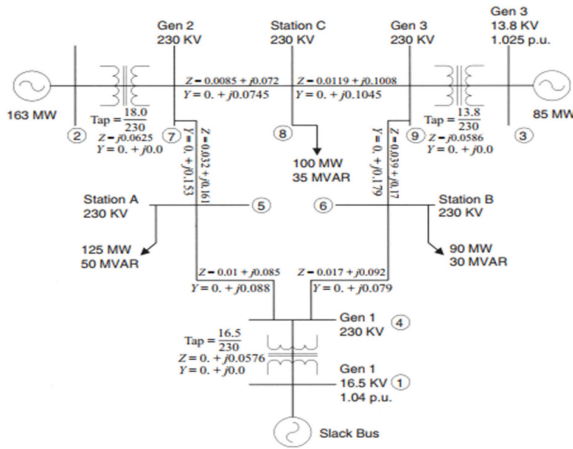 Gen 2
230 KV
Station C
230 KV
Gen 3
230 KV
Gen 3
13.8 KV
1.025 p.u.
Z = 0.0085 + j0.072
Y = 0. + j0.0745
Z = 0.0119 + j0.1008
Y = 0. + j0.1045
163 MW
85 MW
2
Tap = 18.0
230
Z = j0.0625
Y = 0. + j0.0
7
8
9
Tap = 13.8
230
Z = j0.0586
Y = 0. + j0.0
3
100 MW
35 MVAR
Z = 0.032 + j0.161
Y = 0. + j0.153
Z = 0.039 + j0.17
Y = 0. + j0.179
Station A
230 KV
5
6
Station B
230 KV
125 MW
50 MVAR
90 MW
30 MVAR
Z = 0.01 + j0.085
Y = 0. + j0.088
Z = 0.017 + j0.092
Y = 0. + j0.079
Gen 1
230 KV
4
Tap = 16.5
230
Z = 0. + j0.0576
Y = 0. + j0.0
Gen 1
16.5 KV
1
1.04 p.u.
Slack Bus